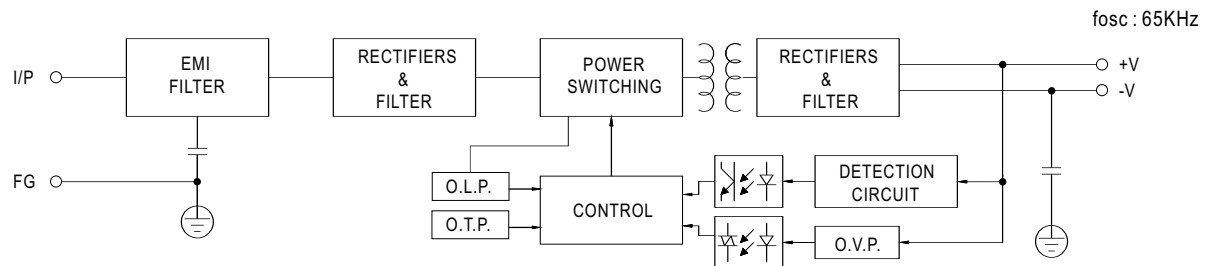 fosc : 65KHz
I/P
EMI
FILTER
RECTIFIERS
&
FILTER
POWER
SWITCHING
RECTIFIERS
&
FILTER
+V
-V
FG
O.L.P.
O.T.P.
CONTROL
DETECTION
CIRCUIT
O.V.P.